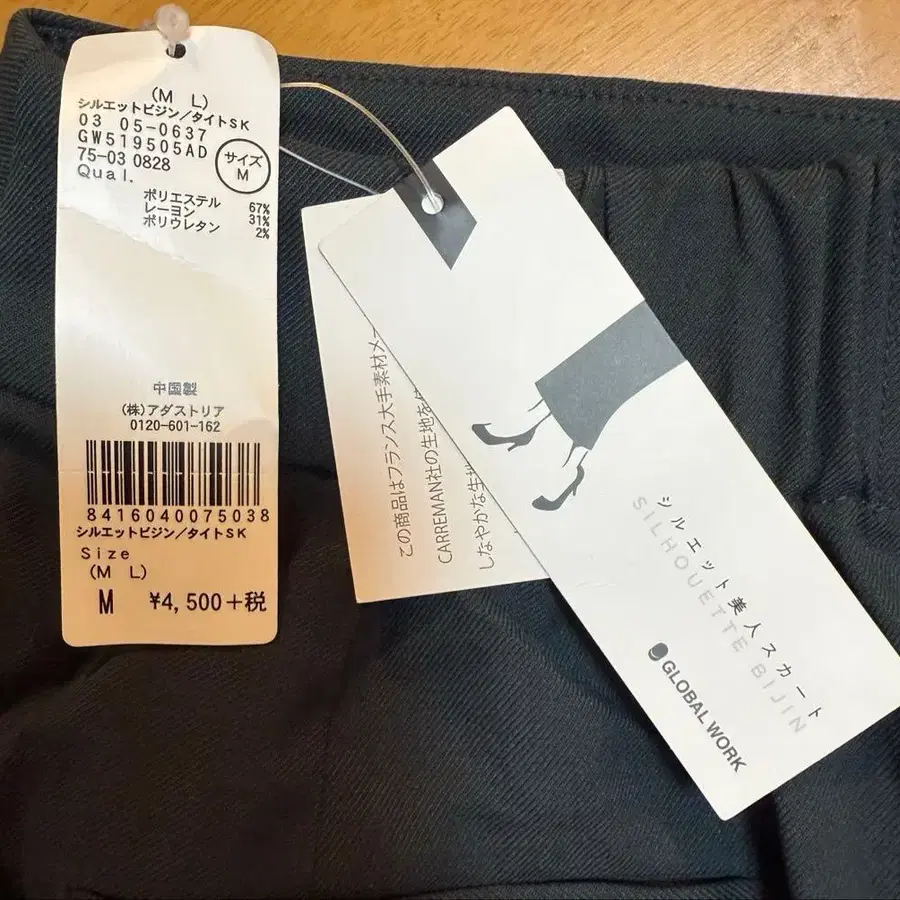 (M L)
シルエットビジン/タイトSK
03 05-0637
GW519505AD
75-03 0828
Qual.
サイズ
M
ポリエステル 67%
レーヨン 31%
ポリウレタン 2%
中国製
(株)アダストリア
0120-601-162
8416040075038
シルエットビジン/タイトSK
Size
(M L)
M ¥4,500+税
この商品はフランス大手素材メー
CARREMAN社の生地を使
しなやかな生地
シルエット美人スカート
SILHOUETTE BIJIN
GLOBAL WORK